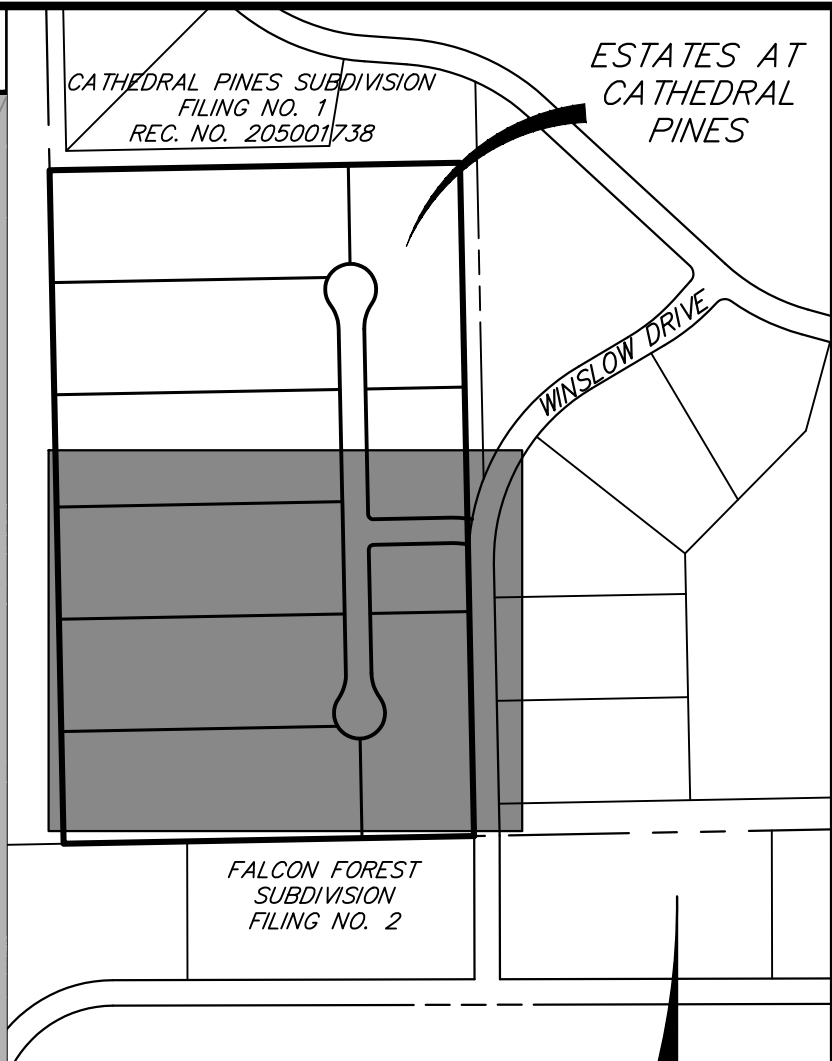 CATHEDRAL PINES SUBDIVISION
FILING NO. 1
REC. NO. 205001738
ESTATES AT
CATHEDRAL
PINES
WINSLOW DRIVE
FALCON FOREST
SUBDIVISION
FILING NO. 2